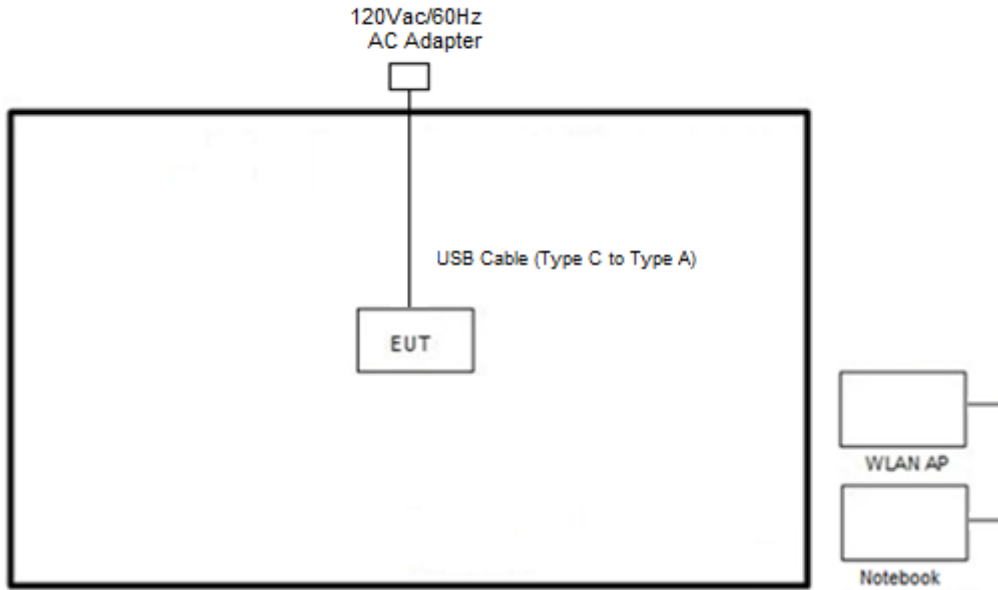 120Vac/60Hz
AC Adapter
USB Cable (Type C to Type A)
EUT
WLAN AP
Notebook